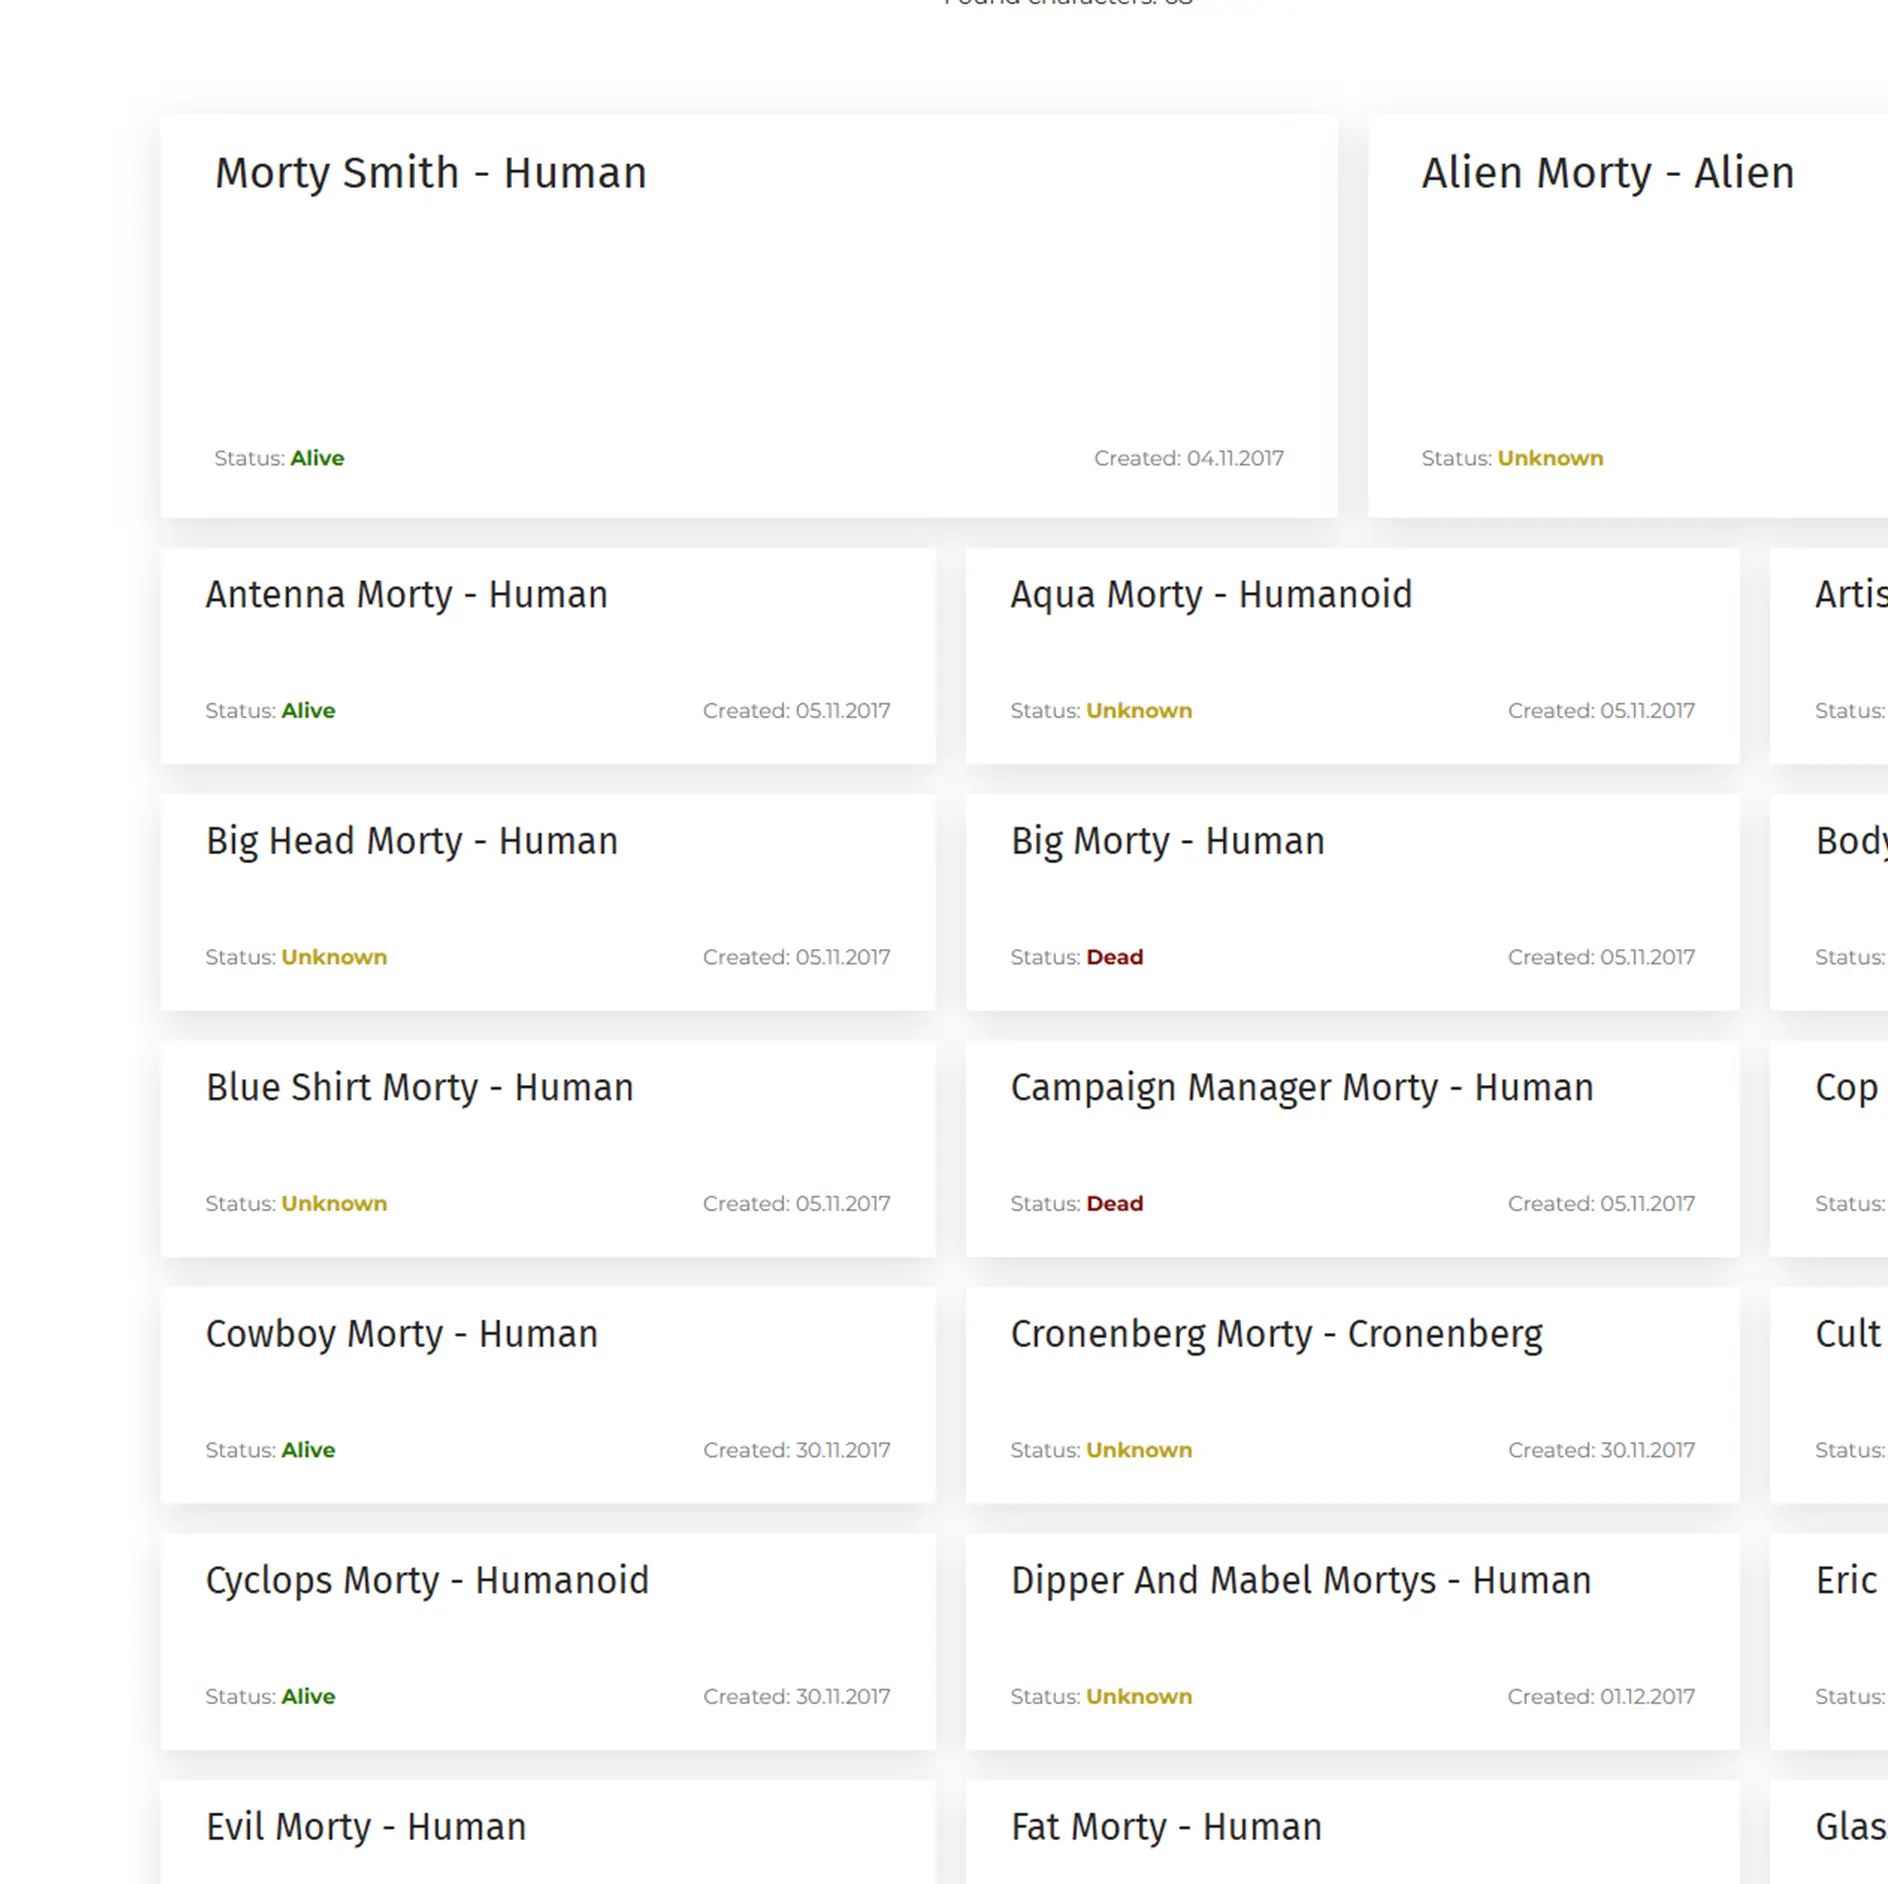 Morty Smith - Human
Alien Morty - Alien
Status: Alive
Created: 04.11.2017
Status: Unknown
Antenna Morty - Human
Aqua Morty - Humanoid
Artis
Status: Alive
Created: 05.11.2017
Status: Unknown
Created: 05.11.2017
Status:
Big Head Morty - Human
Big Morty - Human
Body
Status: Unknown
Created: 05.11.2017
Status: Dead
Created: 05.11.2017
Status:
Blue Shirt Morty - Human
Campaign Manager Morty - Human
Cop
Status: Unknown
Created: 05.11.2017
Status: Dead
Created: 05.11.2017
Status:
Cowboy Morty - Human
Cronenberg Morty - Cronenberg
Cult
Status: Alive
Created: 30.11.2017
Status: Unknown
Created: 30.11.2017
Status:
Cyclops Morty - Humanoid
Dipper And Mabel Mortys - Human
Eric
Status: Alive
Created: 30.11.2017
Status: Unknown
Created: 01.12.2017
Status:
Evil Morty - Human
Fat Morty - Human
Glas